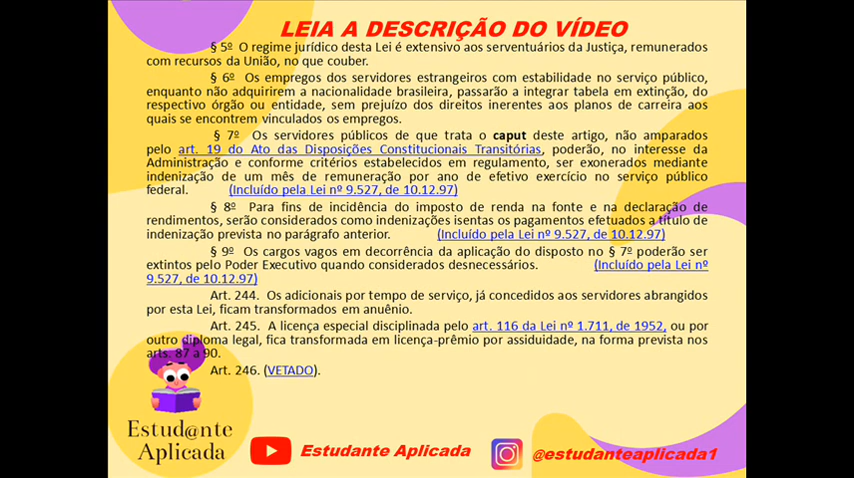 LEIA A DESCRIÇÃO DO VÍDEO
§ 5º O regime jurídico desta Lei é extensivo aos serventuários da Justiça, remunerados
com recursos da União, no que couber.
§ 6º Os empregos dos servidores estrangeiros com estabilidade no serviço público,
enquanto não adquirirem a nacionalidade brasileira, passarão a integrar tabela em extinção, do
respectivo órgão ou entidade, sem prejuízo dos direitos inerentes aos planos de carreira aos
quais se encontrem vinculados os empregos.
§ 7º Os servidores públicos de que trata o caput deste artigo, não amparados
pelo art. 19 do Ato das Disposições Constitucionais Transitórias, poderão, no interesse da
Administração e conforme critérios estabelecidos em regulamento, ser exonerados mediante
indenização de um mês de remuneração por ano de efetivo exercício no serviço público
federal. (Incluído pela Lei nº 9.527, de 10.12.97)
§ 8º Para fins de incidência do imposto de renda na fonte e na declaração de
rendimentos, serão considerados como indenizações isentas os pagamentos efetuados a título de
indenização prevista no parágrafo anterior. (Incluído pela Lei nº 9.527, de 10.12.97)
§ 9º Os cargos vagos em decorrência da aplicação do disposto no § 7º poderão ser
extintos pelo Poder Executivo quando considerados desnecessários. (Incluído pela Lei nº
9.527, de 10.12.97)
Art. 244. Os adicionais por tempo de serviço, já concedidos aos servidores abrangidos
por esta Lei, ficam transformados em anuênio.
Art. 245. A licença especial disciplinada pelo art. 116 da Lei nº 1.711, de 1952, ou por
outro diploma legal, fica transformada em licença-prêmio por assiduidade, na forma prevista nos
arts. 87 a 90.
Art. 246. (VETADO).
Estud@nte
Aplicada
Estudante Aplicada
@estudanteaplicada1